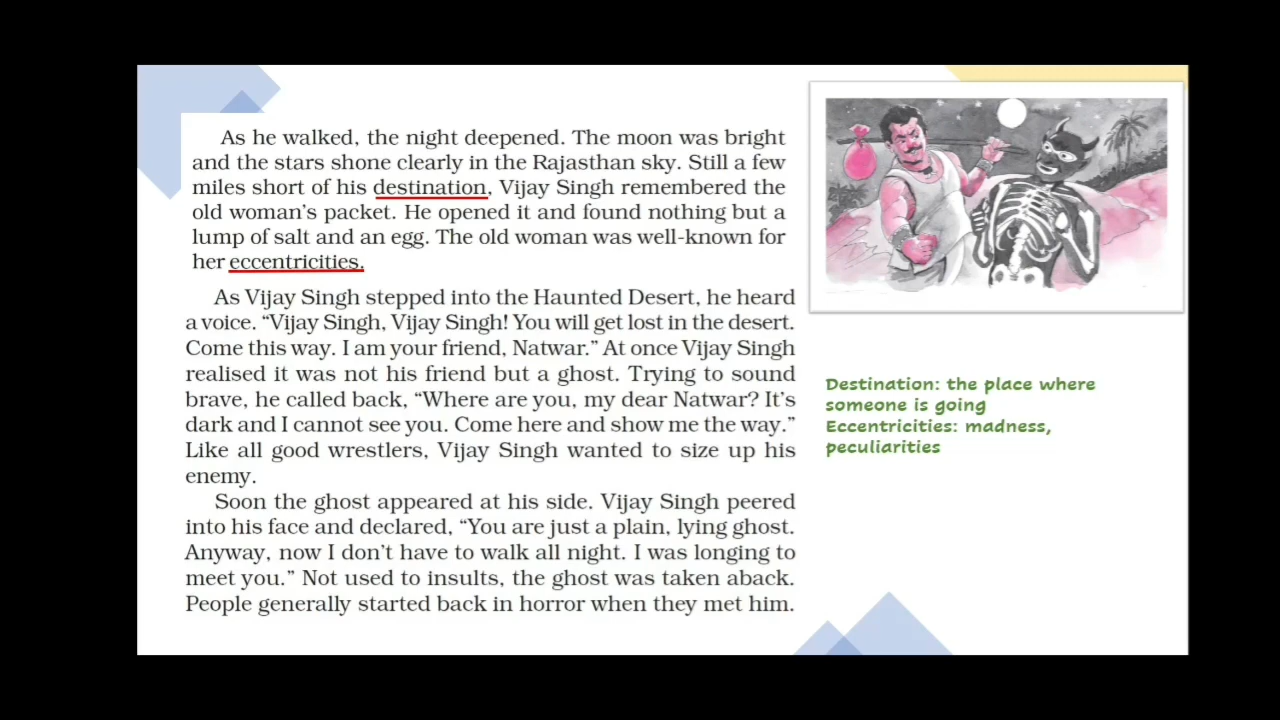 As he walked, the night deepened. The moon was bright
and the stars shone clearly in the Rajasthan sky. Still a few
miles short of his destination, Vijay Singh remembered the
old woman's packet. He opened it and found nothing but a
lump of salt and an egg. The old woman was well-known for
her eccentricities.
As Vijay Singh stepped into the Haunted Desert, he heard
a voice. “Vijay Singh, Vijay Singh! You will get lost in the desert.
Come this way. I am your friend, Natwar.” At once Vijay Singh
realised it was not his friend but a ghost. Trying to sound
brave, he called back, “Where are you, my dear Natwar? It's
dark and I cannot see you. Come here and show me the way.”
Like all good wrestlers, Vijay Singh wanted to size up his
enemy.
Soon the ghost appeared at his side. Vijay Singh peered
into his face and declared, “You are just a plain, lying ghost.
Anyway, now I don't have to walk all night. I was longing to
meet you.” Not used to insults, the ghost was taken aback.
People generally started back in horror when they met him.
Destination: the place where
someone is going
Eccentricities: madness,
peculiarities